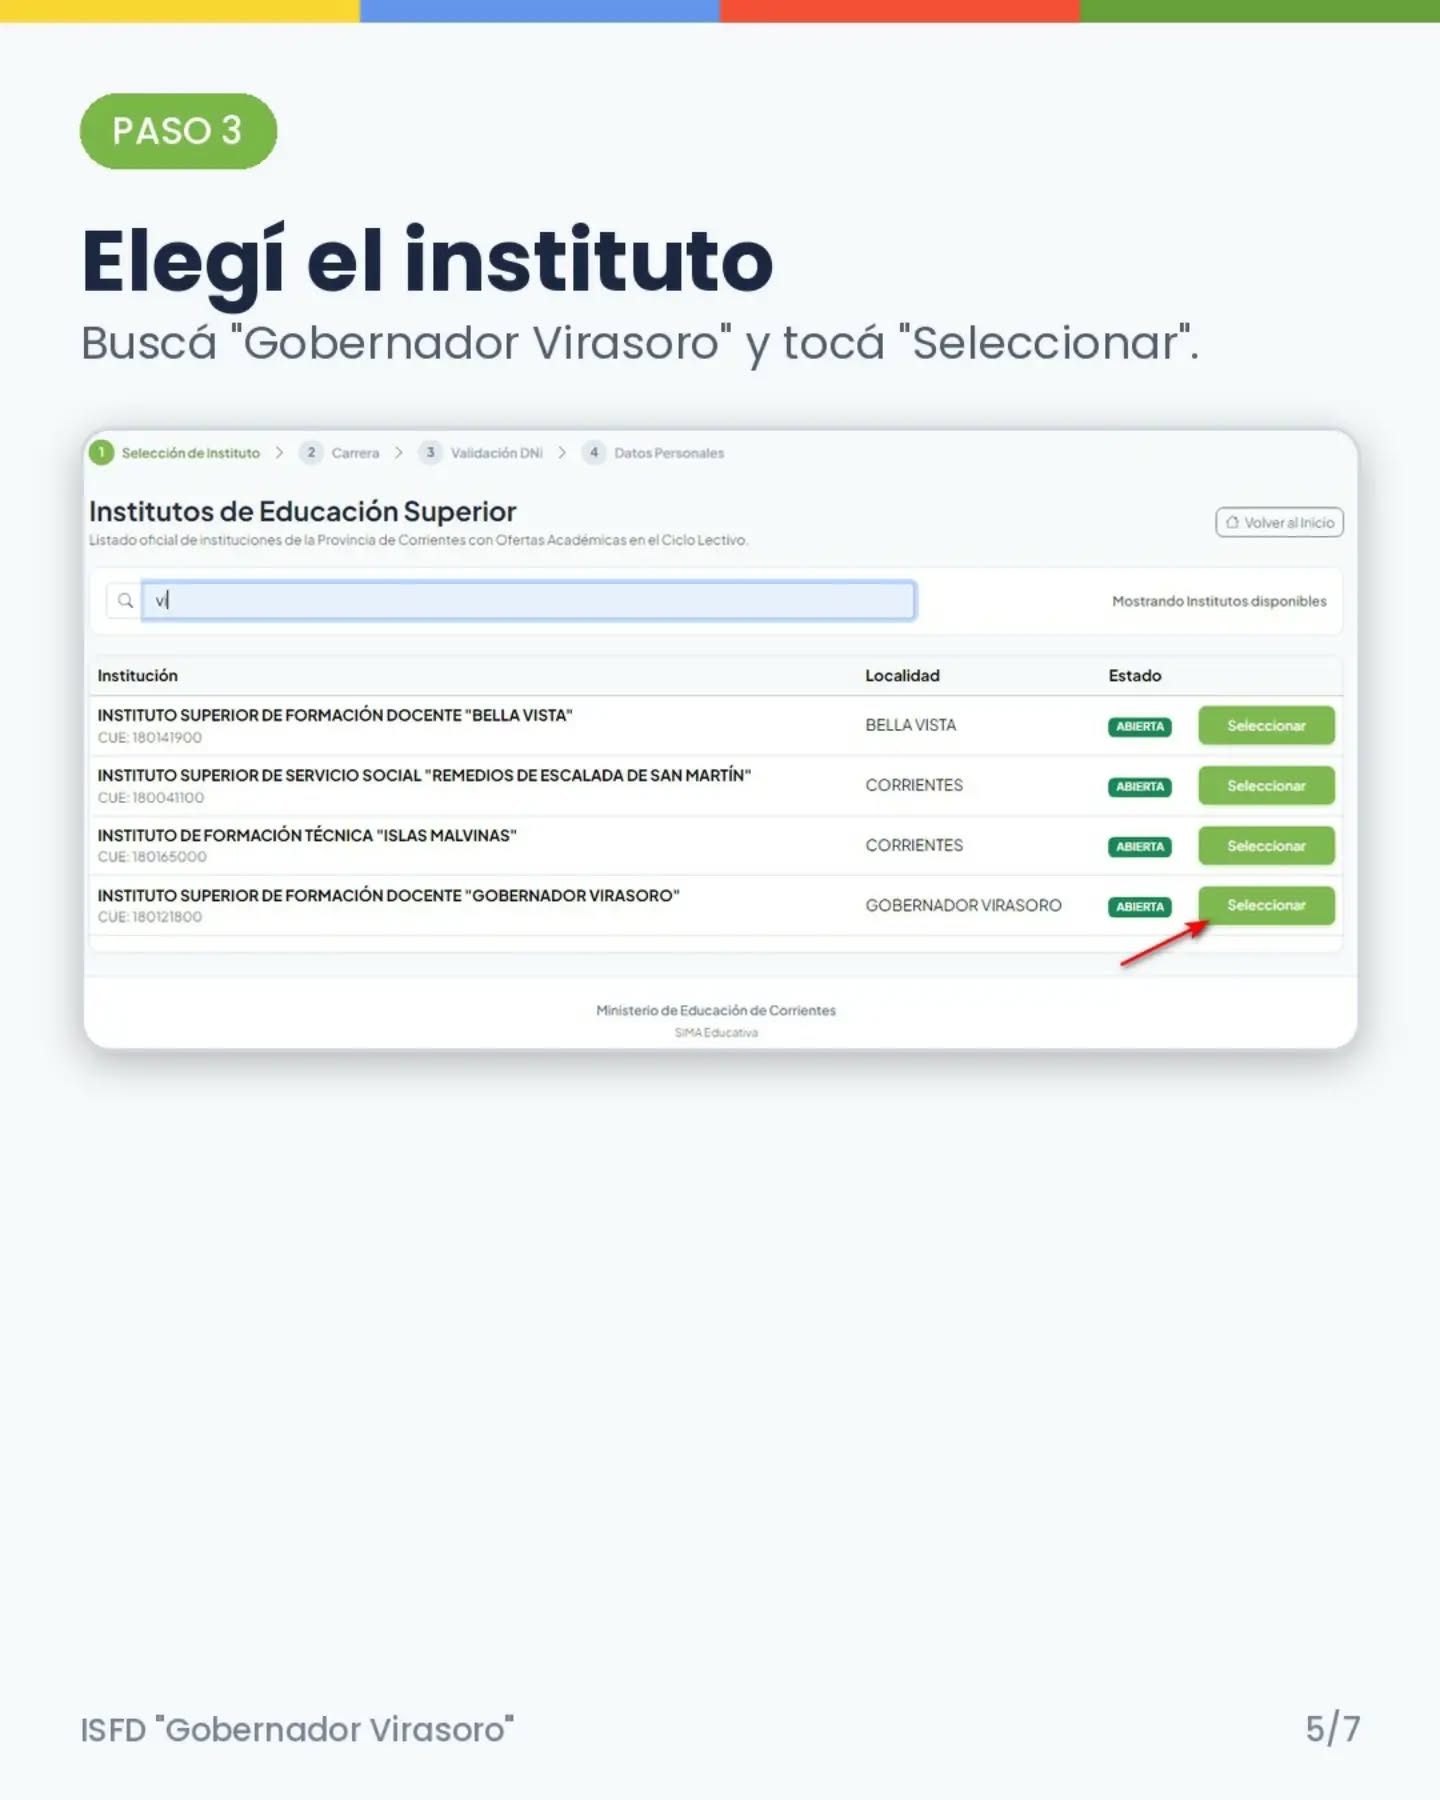 PASO 3
Elegí el instituto
Buscá "Gobernador Virasoro" y tocá "Seleccionar".
1 Selección de Instituto > 2 Carrera > 3 Validación DNI > 4 Datos Personales
Institutos de Educación Superior
Volver al Inicio
Listado oficial de instituciones de la Provincia de Corrientes con Ofertas Académicas en el Ciclo Lectivo.
vi
Mostrando Institutos disponibles
Institución Localidad Estado
INSTITUTO SUPERIOR DE FORMACIÓN DOCENTE "BELLA VISTA"
CUE: 180141900
BELLA VISTA ABIERTA Seleccionar
INSTITUTO SUPERIOR DE SERVICIO SOCIAL "REMEDIOS DE ESCALADA DE SAN MARTÍN"
CUE: 180041100
CORRIENTES ABIERTA Seleccionar
INSTITUTO DE FORMACIÓN TÉCNICA "ISLAS MALVINAS"
CUE: 180165000
CORRIENTES ABIERTA Seleccionar
INSTITUTO SUPERIOR DE FORMACIÓN DOCENTE "GOBERNADOR VIRASORO"
CUE: 180121800
GOBERNADOR VIRASORO ABIERTA Seleccionar
Ministerio de Educación de Corrientes
SIMA Educativa
ISFD "Gobernador Virasoro"
5/7